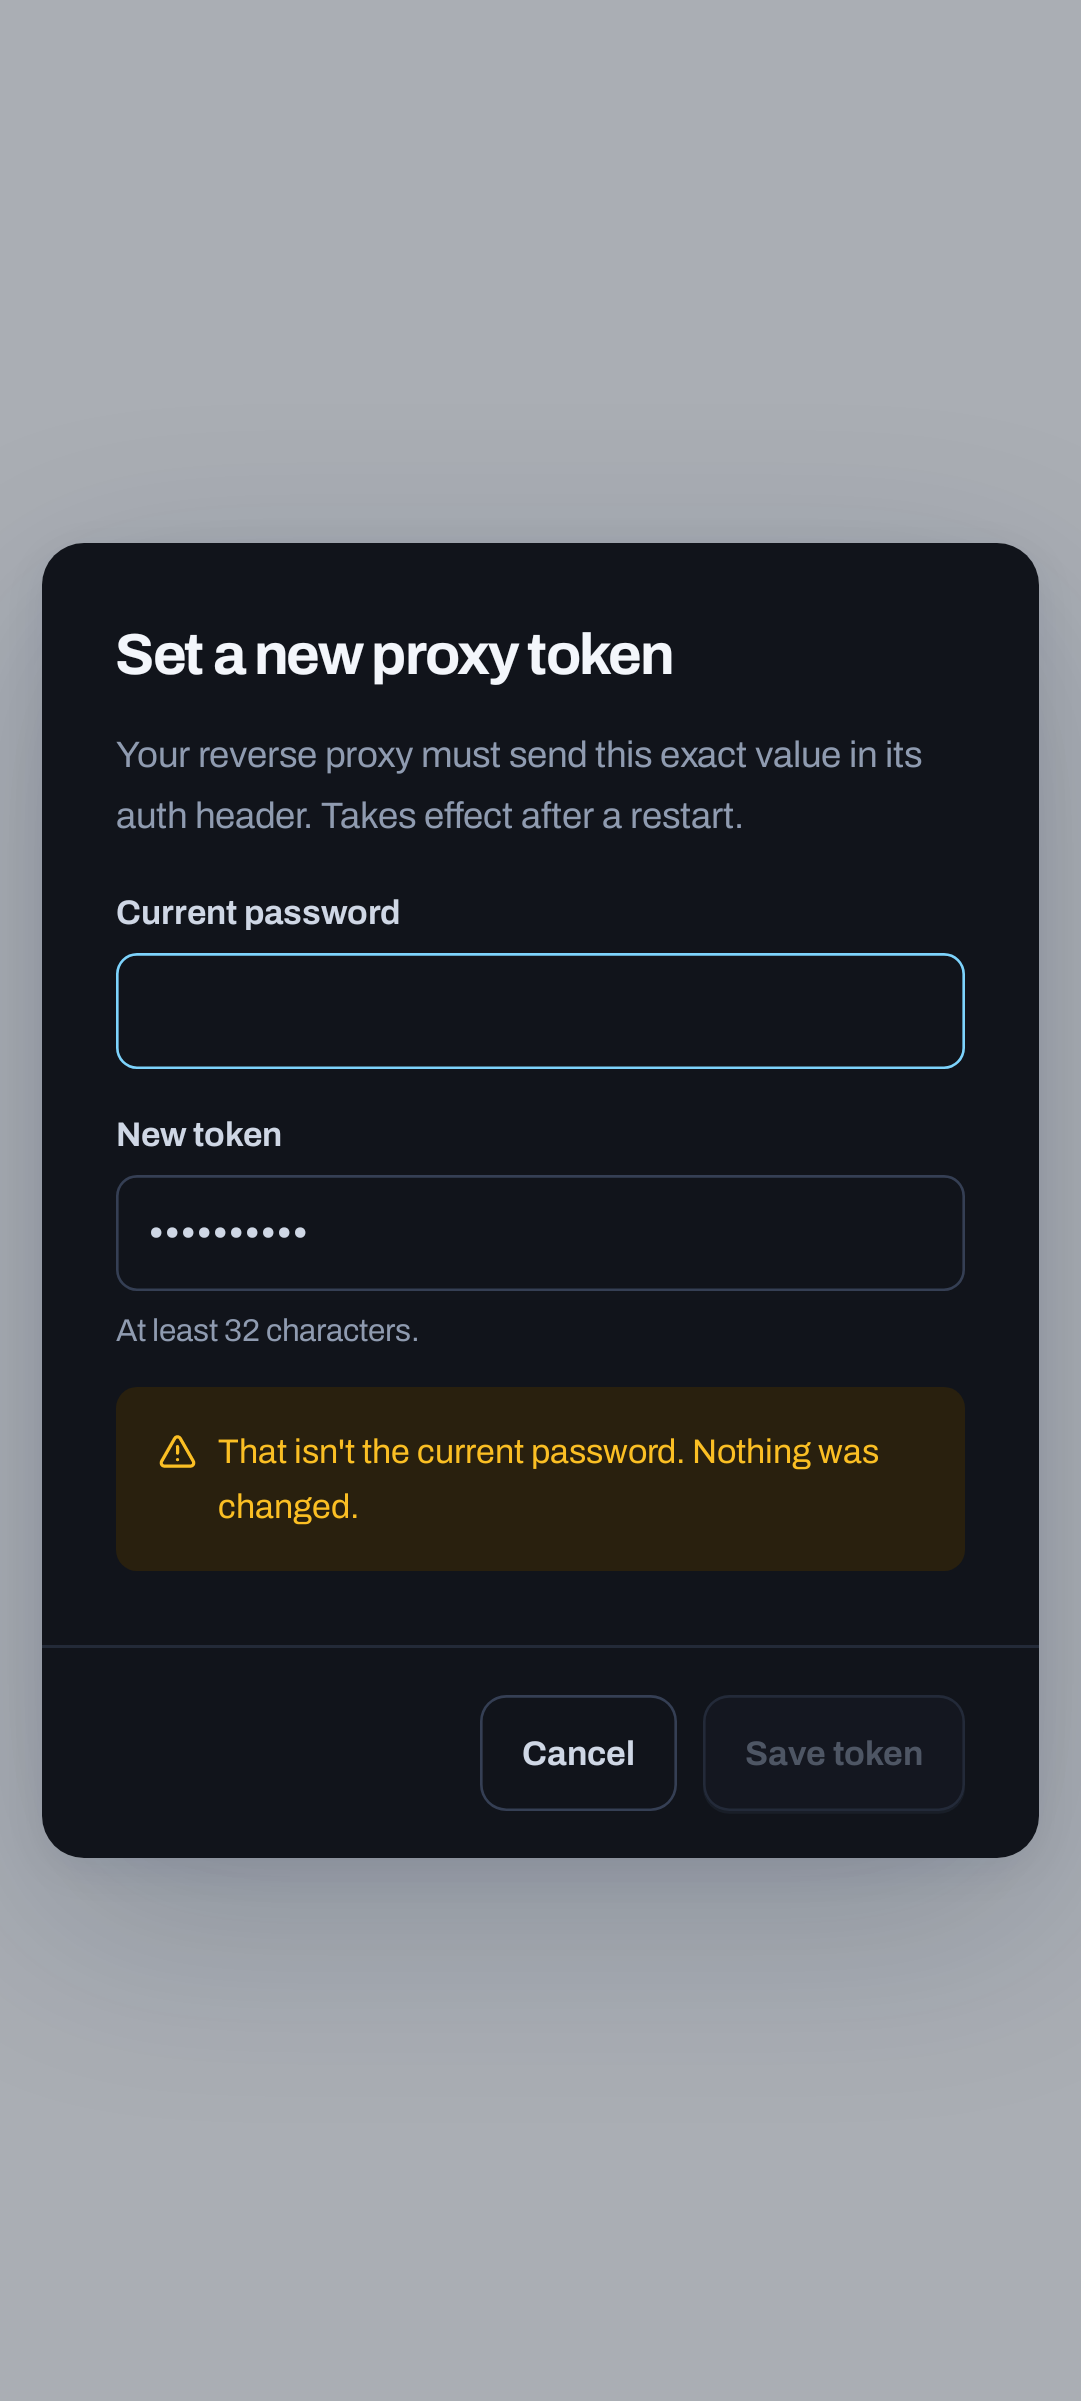 Set a new proxy token
Your reverse proxy must send this exact value in its
auth header. Takes effect after a restart.
Current password
New token
••••••••••
At least 32 characters.
That isn't the current password. Nothing was
changed.
Cancel
Save token